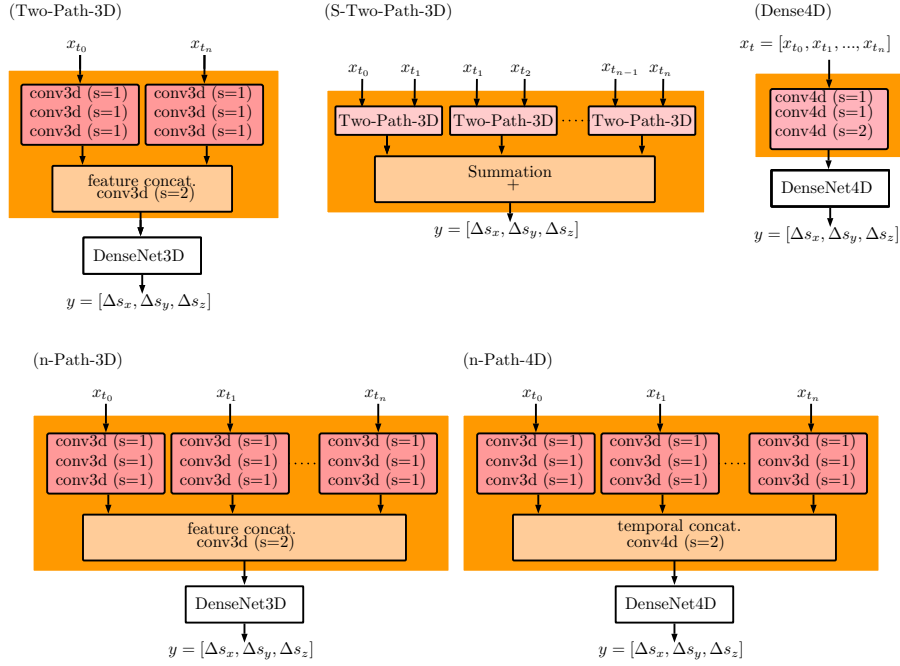 (Two-Path-3D)
x_{t_0} x_{t_n}
conv3d (s=1) conv3d (s=1)
conv3d (s=1) conv3d (s=1)
conv3d (s=1) conv3d (s=1)
feature concat.
conv3d (s=2)
DenseNet3D
y = [Δs_x, Δs_y, Δs_z]
(S-Two-Path-3D)
x_{t_0} x_{t_1} x_{t_1} x_{t_2} x_{t_{n-1}} x_{t_n}
Two-Path-3D Two-Path-3D ····· Two-Path-3D
Summation
+
y = [Δs_x, Δs_y, Δs_z]
(Dense4D)
x_t = [x_{t_0}, x_{t_1}, ..., x_{t_n}]
conv4d (s=1)
conv4d (s=1)
conv4d (s=2)
DenseNet4D
y = [Δs_x, Δs_y, Δs_z]
(n-Path-3D)
x_{t_0} x_{t_1} x_{t_n}
conv3d (s=1) conv3d (s=1) conv3d (s=1)
conv3d (s=1) conv3d (s=1) ····· conv3d (s=1)
conv3d (s=1) conv3d (s=1) conv3d (s=1)
feature concat.
conv3d (s=2)
DenseNet3D
y = [Δs_x, Δs_y, Δs_z]
(n-Path-4D)
x_{t_0} x_{t_1} x_{t_n}
conv3d (s=1) conv3d (s=1) conv3d (s=1)
conv3d (s=1) conv3d (s=1) ····· conv3d (s=1)
conv3d (s=1) conv3d (s=1) conv3d (s=1)
temporal concat.
conv4d (s=2)
DenseNet4D
y = [Δs_x, Δs_y, Δs_z]